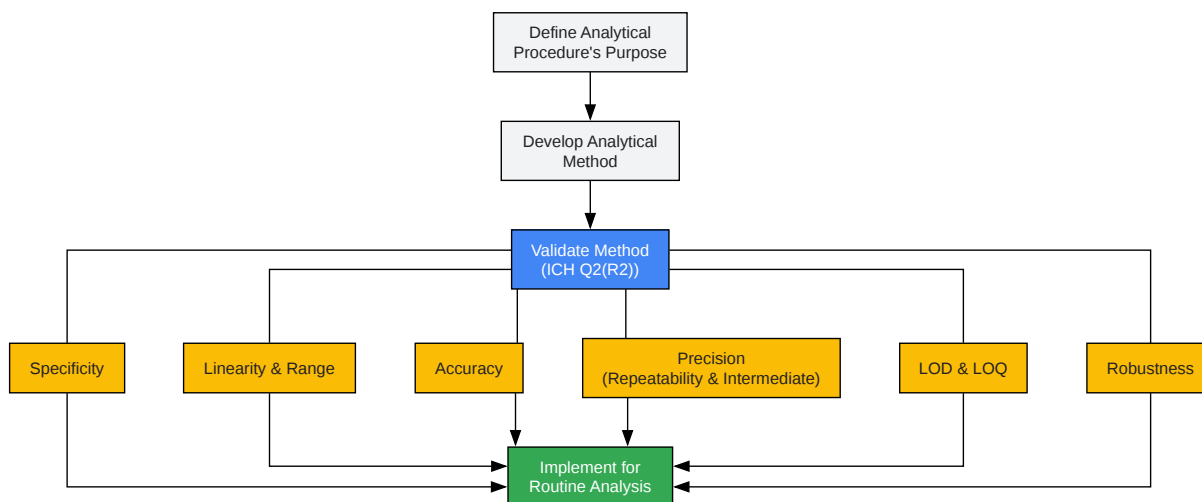 Define Analytical
Procedure's Purpose
Develop Analytical
Method
Validate Method
(ICH Q2(R2))
Specificity
Linearity & Range
Accuracy
Precision
(Repeatability & Intermediate)
LOD & LOQ
Robustness
Implement for
Routine Analysis